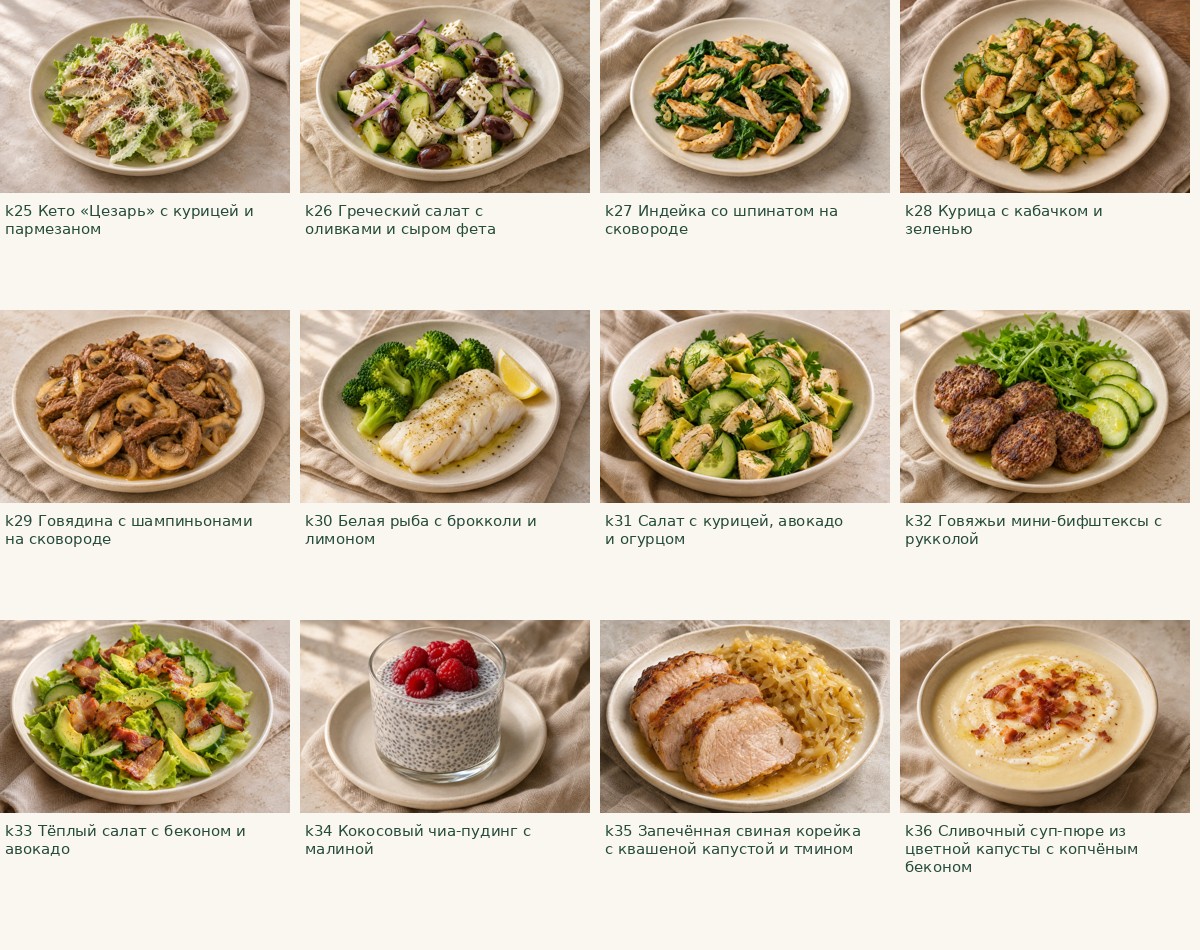 k25 Кето «Цезарь» с курицей и
пармезаном
k26 Греческий салат с
оливками и сыром фета
k27 Индейка со шпинатом на
сковороде
k28 Курица с кабачком и
зеленью
k29 Говядина с шампиньонами
на сковороде
k30 Белая рыба с брокколи и
лимоном
k31 Салат с курицей, авокадо
и огурцом
k32 Говяжьи мини-бифштексы с
рукколой
k33 Тёплый салат с беконом и
авокадо
k34 Кокосовый чиа-пудинг с
малиной
k35 Запечённая свиная корейка
с квашеной капустой и тмином
k36 Сливочный суп-пюре из
цветной капусты с копчёным
беконом